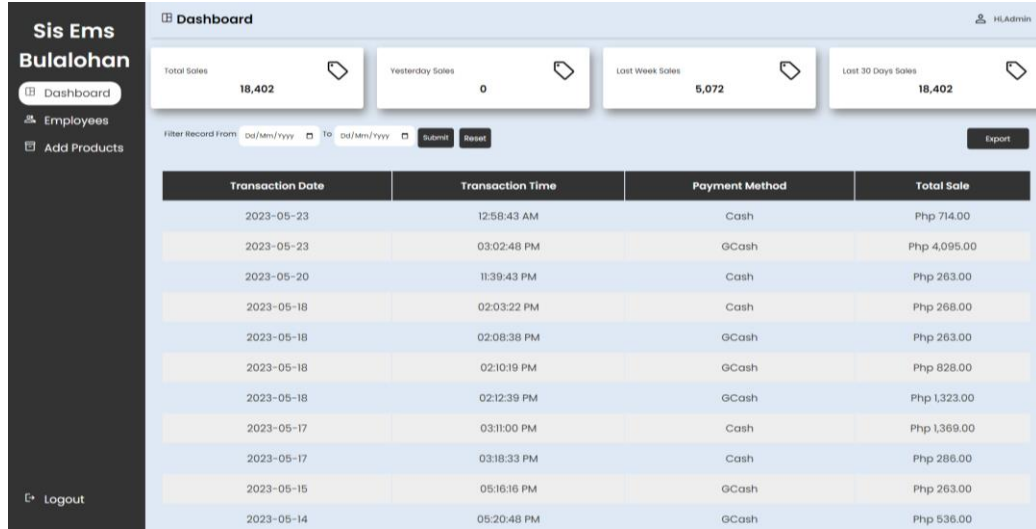 Sis Ems
Bulalohan
Dashboard
Employees
Add Products
Logout
Dashboard
Hi,Admin
Total Sales
18,402
Yesterday Sales
0
Last Week Sales
5,072
Last 30 Days Sales
18,402
Filter Record From Dd/Mm/Yyyy To Dd/Mm/Yyyy Submit Reset Export
Transaction Date Transaction Time Payment Method Total Sale
2023-05-23 12:58:43 AM Cash Php 714.00
2023-05-23 03:02:48 PM GCash Php 4,095.00
2023-05-20 11:39:43 PM Cash Php 263.00
2023-05-18 02:03:22 PM Cash Php 268.00
2023-05-18 02:08:38 PM GCash Php 263.00
2023-05-18 02:10:19 PM GCash Php 828.00
2023-05-18 02:12:39 PM GCash Php 1,323.00
2023-05-17 03:11:00 PM Cash Php 1,369.00
2023-05-17 03:18:33 PM Cash Php 286.00
2023-05-15 05:16:16 PM GCash Php 263.00
2023-05-14 05:20:48 PM GCash Php 536.00